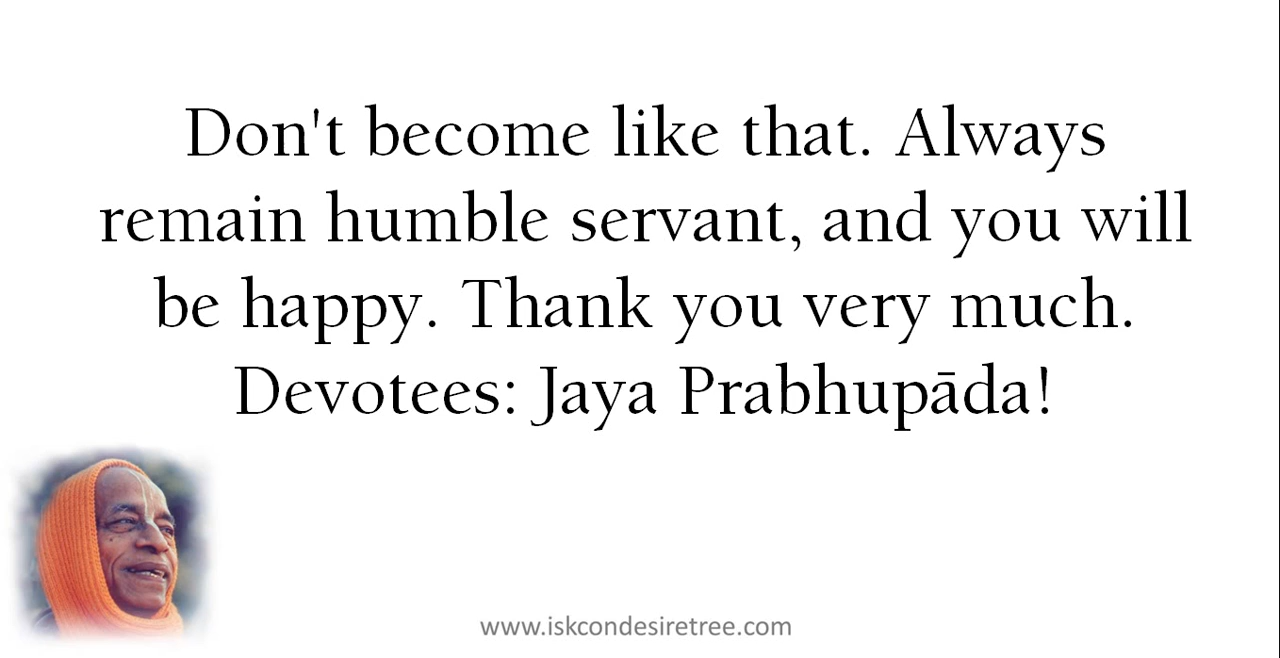 Don't become like that. Always
remain humble servant, and you will
be happy. Thank you very much.
Devotees: Jaya Prabhupāda!
www.iskcondesiretree.com